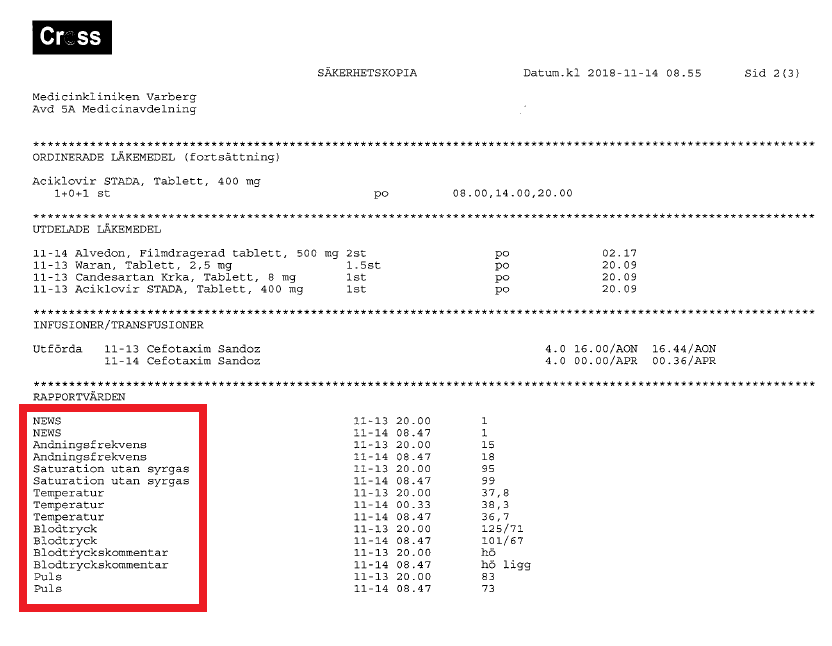 Cross
SÄKERHETSKOPIA Datum.kl 2018-11-14 08.55 Sid 2(3)
Medicinkliniken Varberg
Avd 5A Medicinavdelning
****************************************************************************************************************
ORDINERADE LÄKEMEDEL (fortsättning)
Aciklovir STADA, Tablett, 400 mg
1+0+1 st po 08.00,14.00,20.00
****************************************************************************************************************
UTDELADE LÄKEMEDEL
11-14 Alvedon, Filmdragerad tablett, 500 mg 2st po 02.17
11-13 Waran, Tablett, 2,5 mg 1.5st po 20.09
11-13 Candesartan Krka, Tablett, 8 mg 1st po 20.09
11-13 Aciklovir STADA, Tablett, 400 mg 1st po 20.09
****************************************************************************************************************
INFUSIONER/TRANSFUSIONER
Utförda 11-13 Cefotaxim Sandoz 4.0 16.00/AON 16.44/AON
11-14 Cefotaxim Sandoz 4.0 00.00/APR 00.36/APR
****************************************************************************************************************
RAPPORTVÄRDEN
NEWS 11-13 20.00 1
NEWS 11-14 08.47 1
Andningsfrekvens 11-13 20.00 15
Andningsfrekvens 11-14 08.47 18
Saturation utan syrgas 11-13 20.00 95
Saturation utan syrgas 11-14 08.47 99
Temperatur 11-13 20.00 37,8
Temperatur 11-14 00.33 38,3
Temperatur 11-14 08.47 36,7
Blodtryck 11-13 20.00 125/71
Blodtryck 11-14 08.47 101/67
Blodtryckskommentar 11-13 20.00 hö
Blodtryckskommentar 11-14 08.47 hö ligg
Puls 11-13 20.00 83
Puls 11-14 08.47 73